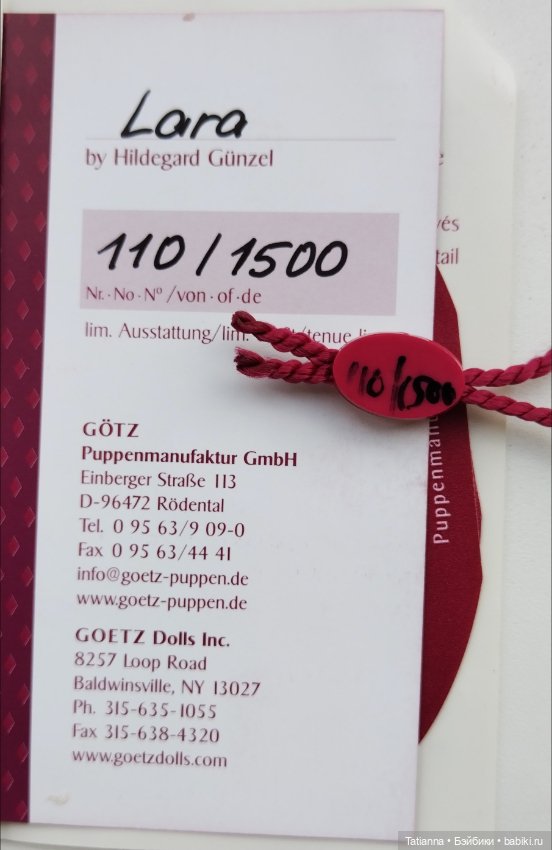 Lara
by Hildegard Günzel
110/1500
Nr.·No·Nº/von·of·de
lim. Ausstattung/lim.
GÖTZ
Puppenmanufaktur GmbH
Einberger Straße 113
D-96472 Rödental
Tel. 0 95 63/9 09-0
Fax 0 95 63/44 41
info@goetz-puppen.de
www.goetz-puppen.de
GOETZ Dolls Inc.
8257 Loop Road
Baldwinsville, NY 13027
Ph. 315-635-1055
Fax 315-638-4320
www.goetzdolls.com
110/1500
Tatianna • Бэйбики • babiki.ru